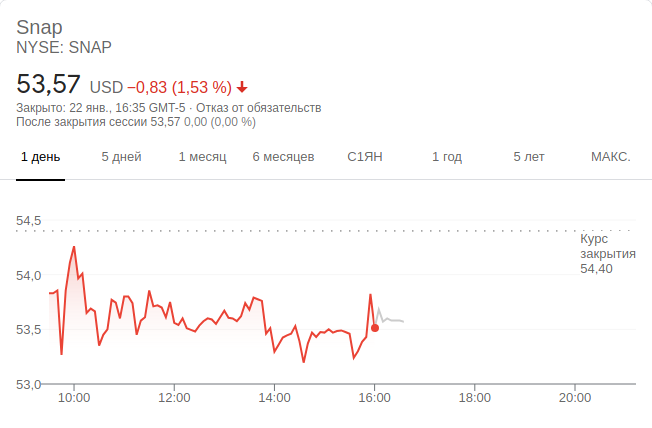 Snap
NYSE: SNAP
53,57 USD −0,83 (1,53 %)
Закрыто: 22 янв., 16:35 GMT-5 · Отказ от обязательств
После закрытия сессии 53,57 0,00 (0,00 %)
1 день 5 дней 1 месяц 6 месяцев С1ЯН 1 год 5 лет МАКС.
54,5
Курс
закрытия
54,40
54,0
53,5
53,0
10:00 12:00 14:00 16:00 18:00 20:00